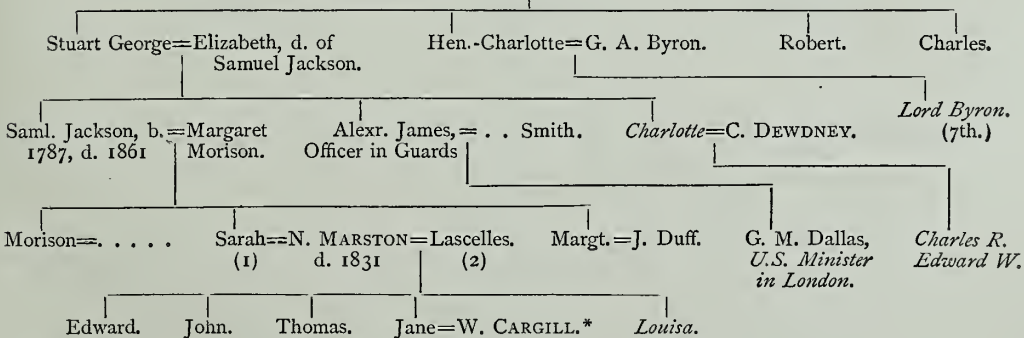 Stuart George=Elizabeth, d. of Hen.-Charlotte=G. A. Byron. Robert. Charles.
Samuel Jackson.
Lord Byron.
Saml. Jackson, b.=Margaret Alexr. James,=. . Smith. Charlotte=C. DEWDNEY. (7th.)
1787, d. 1861 Morison. Officer in Guards
Morison=. . . . . Sarah==N. MARSTON=Lascelles. Margt.=J. Duff. G. M. Dallas, Charles R.
(1) d. 1831 (2) U.S. Minister Edward W.
in London.
Edward. John. Thomas. Jane=W. CARGILL.* Louisa.